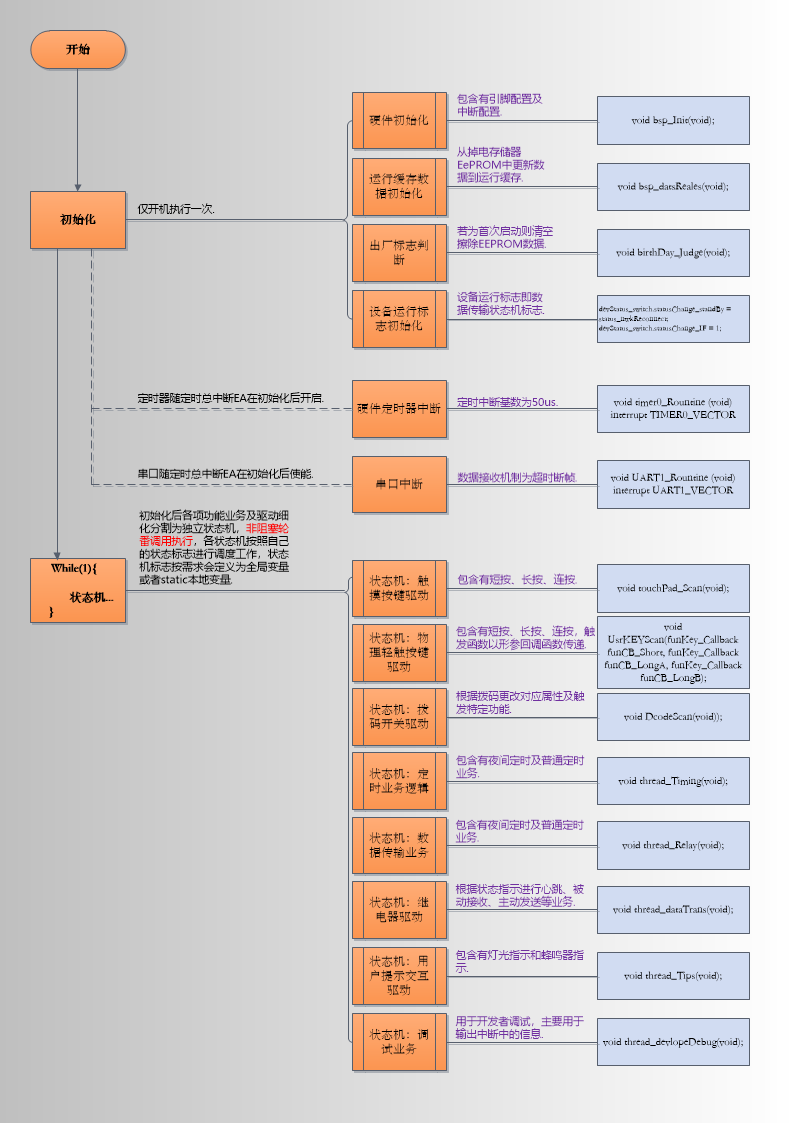 开始
硬件初始化
包含有引脚配置及
中断配置.
void bsp_Init(void);
运行缓存数
据初始化
从掉电存储器
EePROM中更新数
据到运行缓存.
void bsp_datsReales(void);
初始化
仅开机执行一次.
出厂标志判
断
若为首次启动则清空
擦除EEPROM数据.
void birthDay_Judge(void);
设备运行标
志初始化
设备运行标志即数
据传输状态机标志.
devStatus_switch.statusChange_standBy =
status_nwkReconnect;
devStatus_switch.statusChange_IF = 1;
定时器随定时总中断EA在初始化后开启.
硬件定时器中断
定时中断基数为50us.
void timer0_Rountine (void)
interrupt TIMER0_VECTOR
串口随定时总中断EA在初始化后使能.
串口中断
数据接收机制为超时断帧.
void UART1_Rountine (void)
interrupt UART1_VECTOR
初始化后各项功能业务及驱动细
化分割为独立状态机，非阻塞轮
番调用执行，各状态机按照自己
的状态标志进行调度工作，状态
机标志按需求会定义为全局变量
或者static本地变量.
While(1){
状态机...
}
状态机：触
摸按键驱动
包含有短按、长按、连按.
void touchPad_Scan(void);
状态机：物
理轻触按键
驱动
包含有短按、长按、连按，触
发函数以形参回调函数传递.
void
UsrKEYScan(funKey_Callback
funCB_Short, funKey_Callback
funCB_LongA, funKey_Callback
funCB_LongB);
状态机：拨
码开关驱动
根据拨码更改对应属性及触
发特定功能.
void DcodeScan(void));
状态机：定
时业务逻辑
包含有夜间定时及普通定时
业务.
void thread_Timing(void);
状态机：数
据传输业务
包含有夜间定时及普通定时
业务.
void thread_Relay(void);
状态机：继
电器驱动
根据状态指示进行心跳、被
动接收、主动发送等业务.
void thread_dataTrans(void);
状态机：用
户提示交互
驱动
包含有灯光指示和蜂鸣器指
示.
void thread_Tips(void);
状态机：调
试业务
用于开发者调试，主要用于
输出中断中的信息.
void thread_devlopeDebug(void);